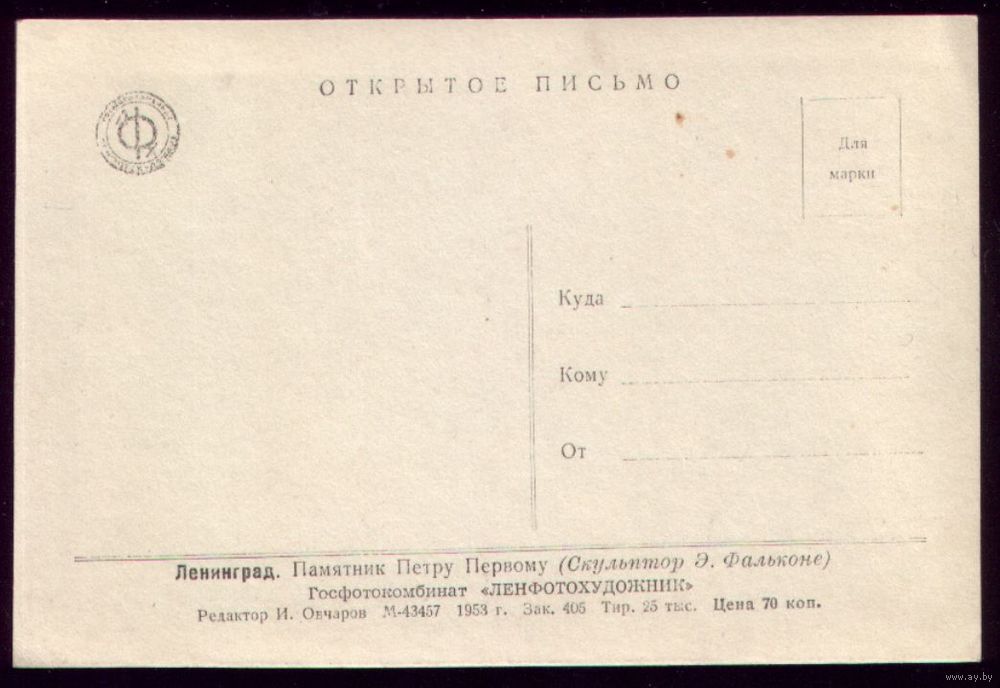 ОТКРЫТОЕ ПИСЬМО
Для
марки
Куда
Кому
От
Ленинград. Памятник Петру Первому (Скульптор Э. Фальконе)
Госфотокомбинат «ЛЕНФОТОХУДОЖНИК»
Редактор И. Овчаров М-43457 1953 г. Зак. 405 Тир. 25 тыс. Цена 70 коп.
www.ay.by